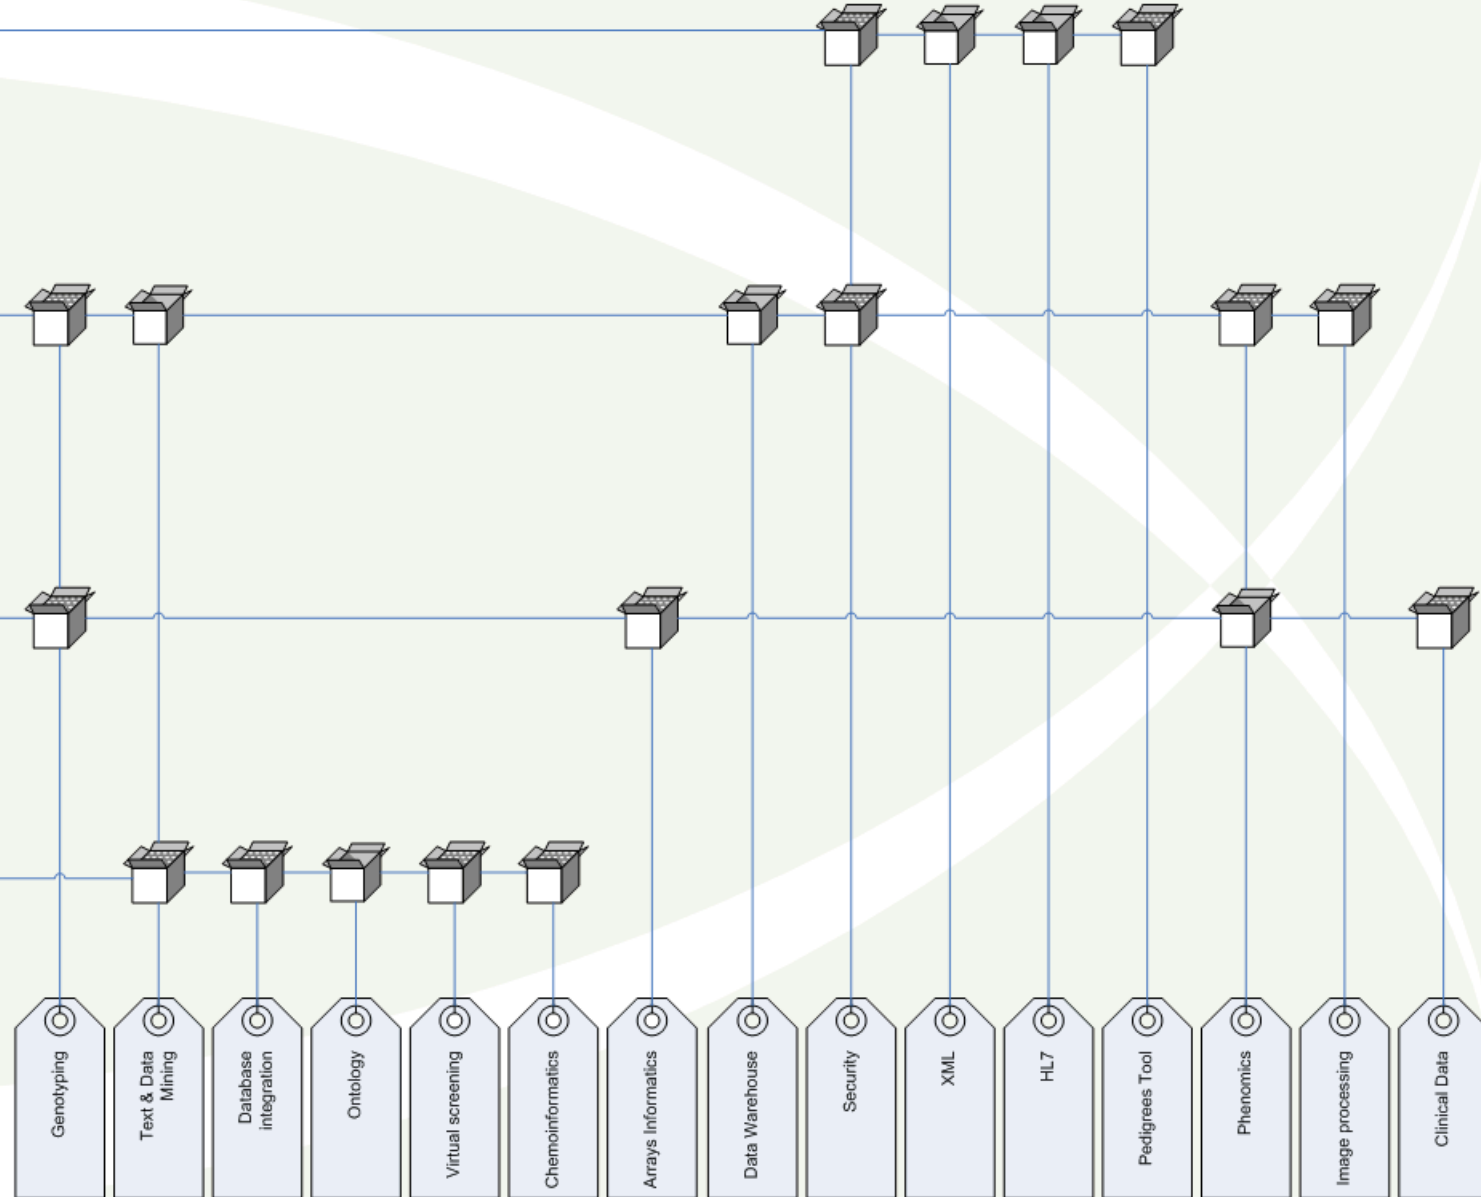 Genotyping
Text & Data
Mining
Database
integration
Ontology
Virtual screening
Chemoinformatics
Arrays Informatics
Data Warehouse
Security
XML
HL7
Pedigrees Tool
Phenomics
Image processing
Clinical Data